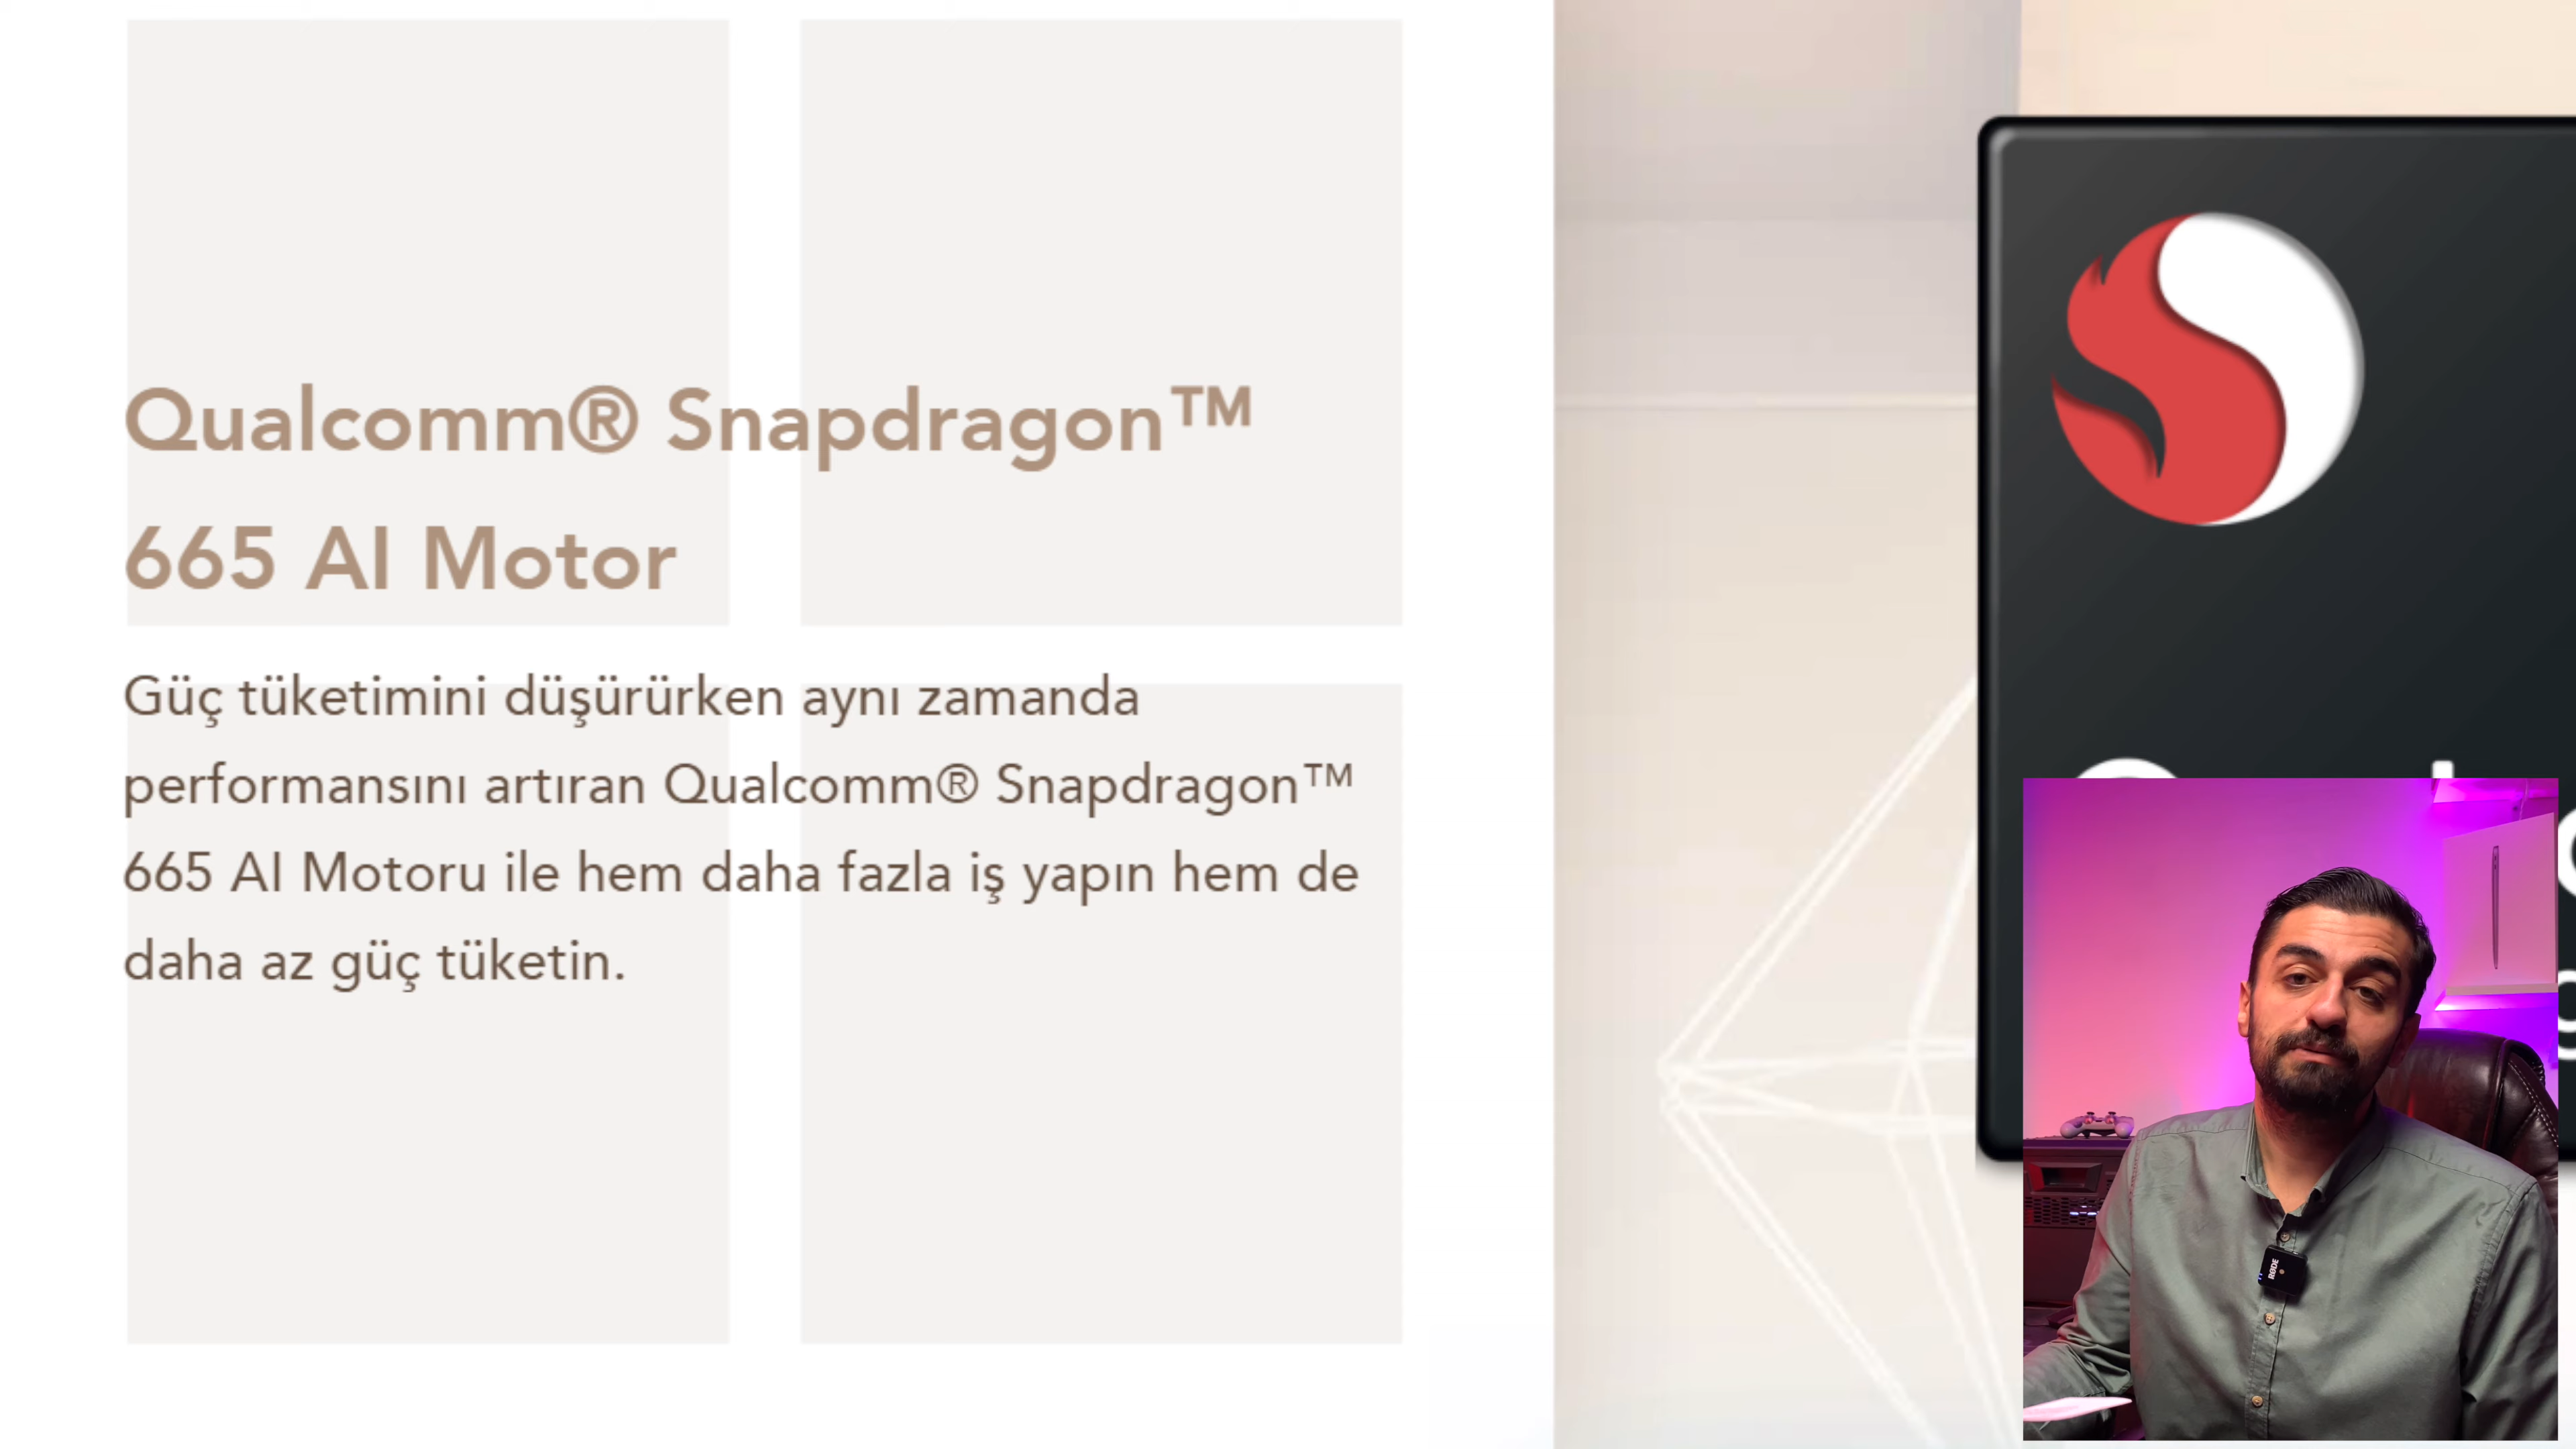 Qualcomm® Snapdragon™
665 AI Motor
Güç tüketimini düşürürken aynı zamanda
performansını artıran Qualcomm® Snapdragon™
665 AI Motoru ile hem daha fazla iş yapın hem de
daha az güç tüketin.
RØDE